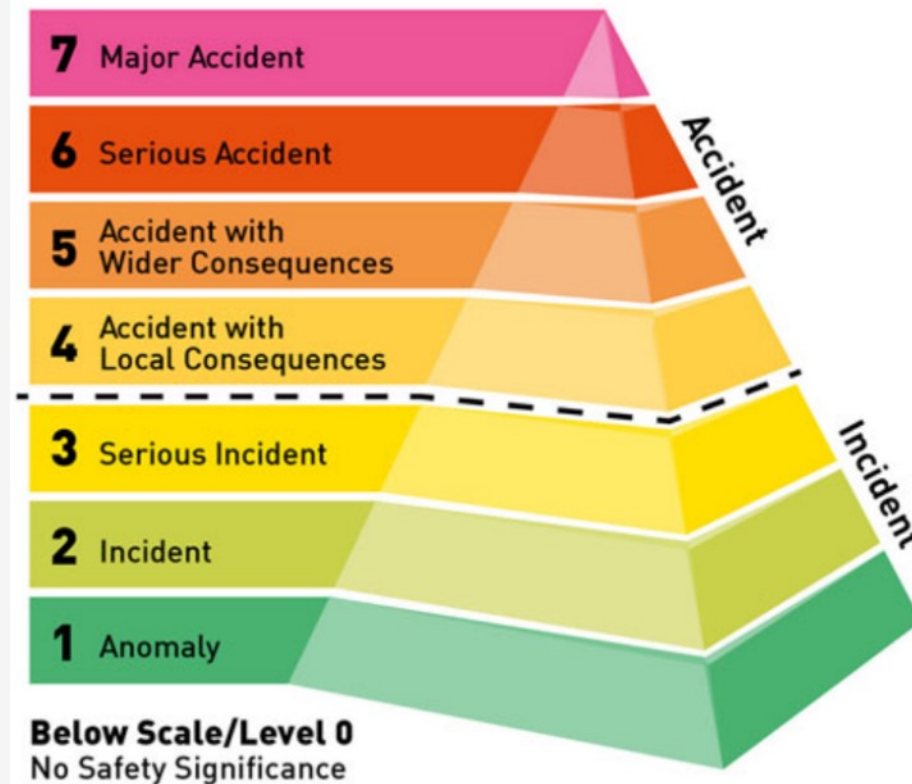 7 Major Accident
6 Serious Accident
5 Accident with
Wider Consequences
4 Accident with
Local Consequences
3 Serious Incident
2 Incident
1 Anomaly
Below Scale/Level 0
No Safety Significance
Accident
Incident